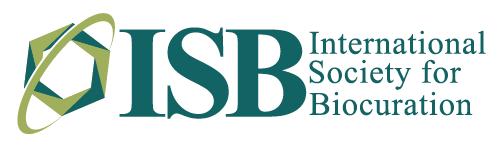 ISB
International
Society for
Biocuration